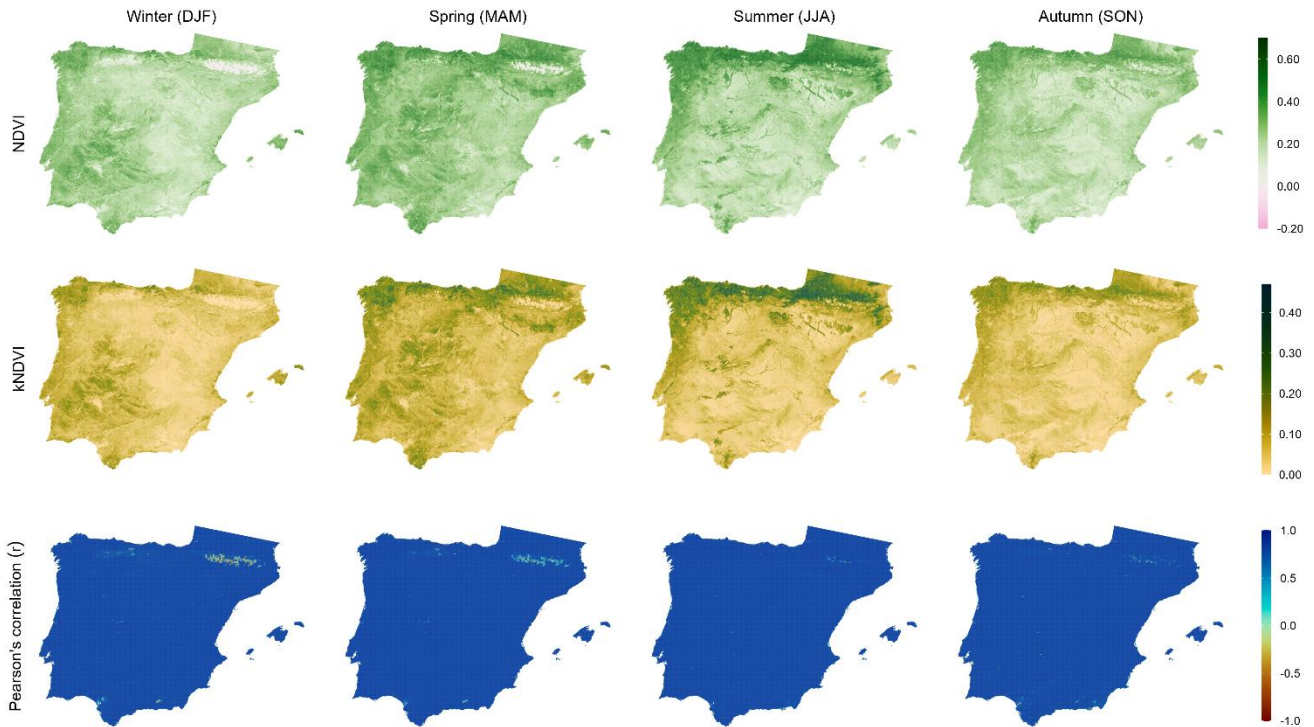 Winter (DJF)
Spring (MAM)
Summer (JJA)
Autumn (SON)
NDVI
0.60
0.40
0.20
0.00
-0.20
kNDVI
0.40
0.30
0.20
0.10
0.00
Pearson's correlation (r)
1.0
0.5
0.0
-0.5
-1.0